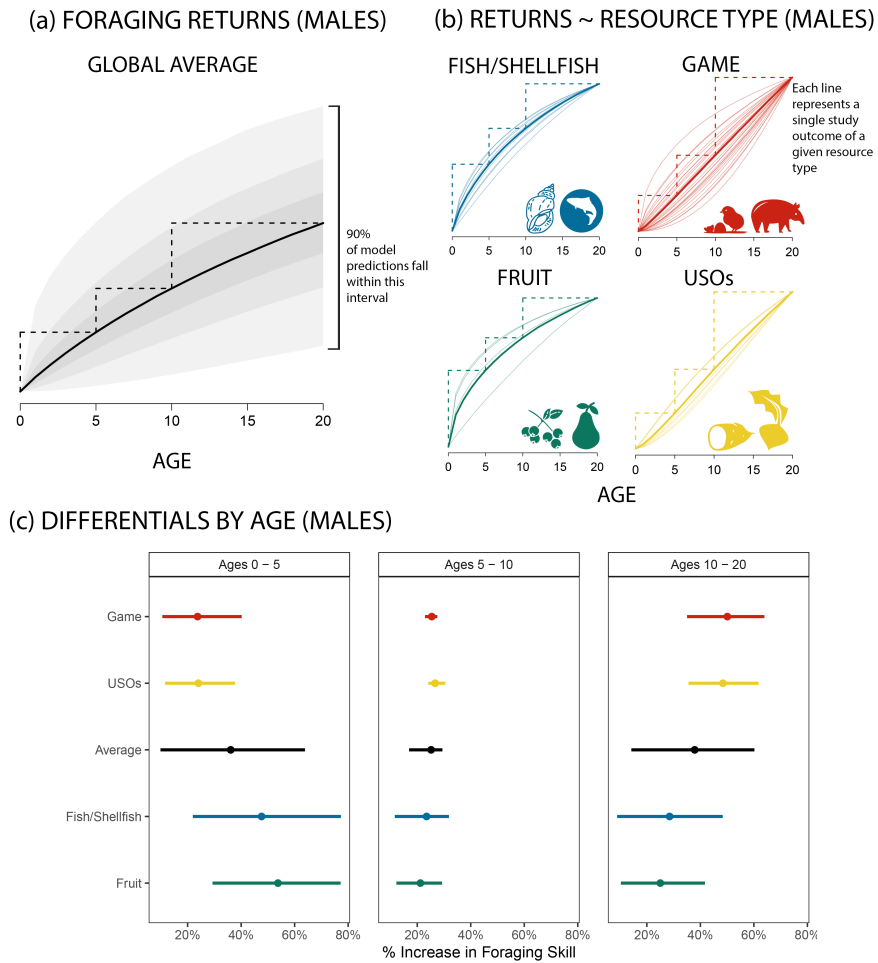 (a) FORAGING RETURNS (MALES)
GLOBAL AVERAGE
90%
of model
predictions fall
within this
interval
0 5 10 15 20
AGE
(b) RETURNS ~ RESOURCE TYPE (MALES)
FISH/SHELLFISH
0 5 10 15 20
GAME
Each line
represents a
single study
outcome of a
given resource
type
0 5 10 15 20
FRUIT
0 5 10 15 20
USOs
0 5 10 15 20
AGE
(c) DIFFERENTIALS BY AGE (MALES)
Ages 0 − 5
Ages 5 − 10
Ages 10 − 20
Game
USOs
Average
Fish/Shellfish
Fruit
20% 40% 60% 80%
20% 40% 60% 80%
20% 40% 60% 80%
% Increase in Foraging Skill